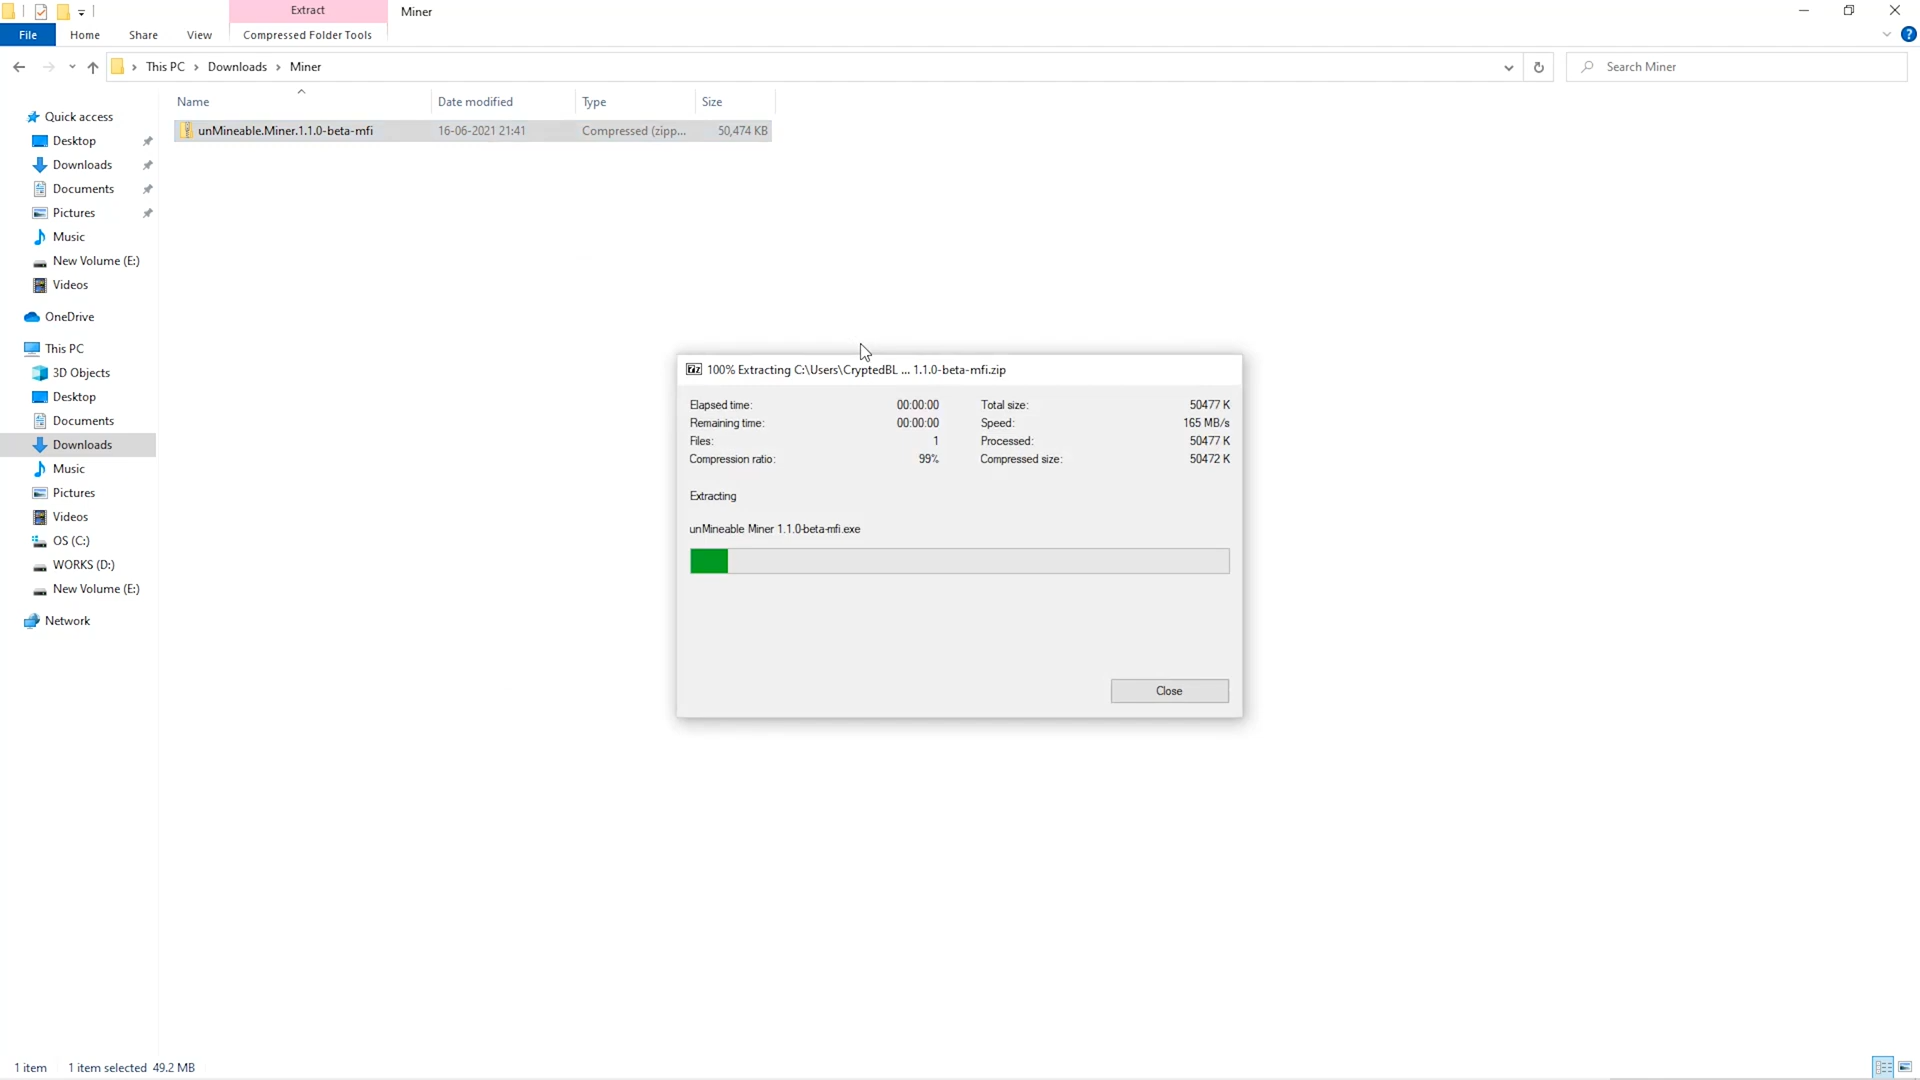 Extract
Miner
File
Home
Share
View
Compressed Folder Tools
This PC
Downloads
Miner
Search Miner
Name
Date modified
Type
Size
unMineable.Miner.1.1.0-beta-mfi
16-06-2021 21:41
Compressed (zipp...
50,474 KB
Quick access
Desktop
Downloads
Documents
Pictures
Music
New Volume (E:)
Videos
OneDrive
This PC
3D Objects
Desktop
Documents
Downloads
Music
Pictures
Videos
OS (C:)
WORKS (D:)
New Volume (E:)
Network
100% Extracting C:\Users\CryptedBL ... 1.1.0-beta-mfi.zip
Elapsed time: 00:00:00 Total size: 50477 K
Remaining time: 00:00:00 Speed: 165 MB/s
Files: 1 Processed: 50477 K
Compression ratio: 99% Compressed size: 50472 K
Extracting
unMineable Miner 1.1.0-beta-mfi.exe
Close
1 item
1 item selected 49.2 MB